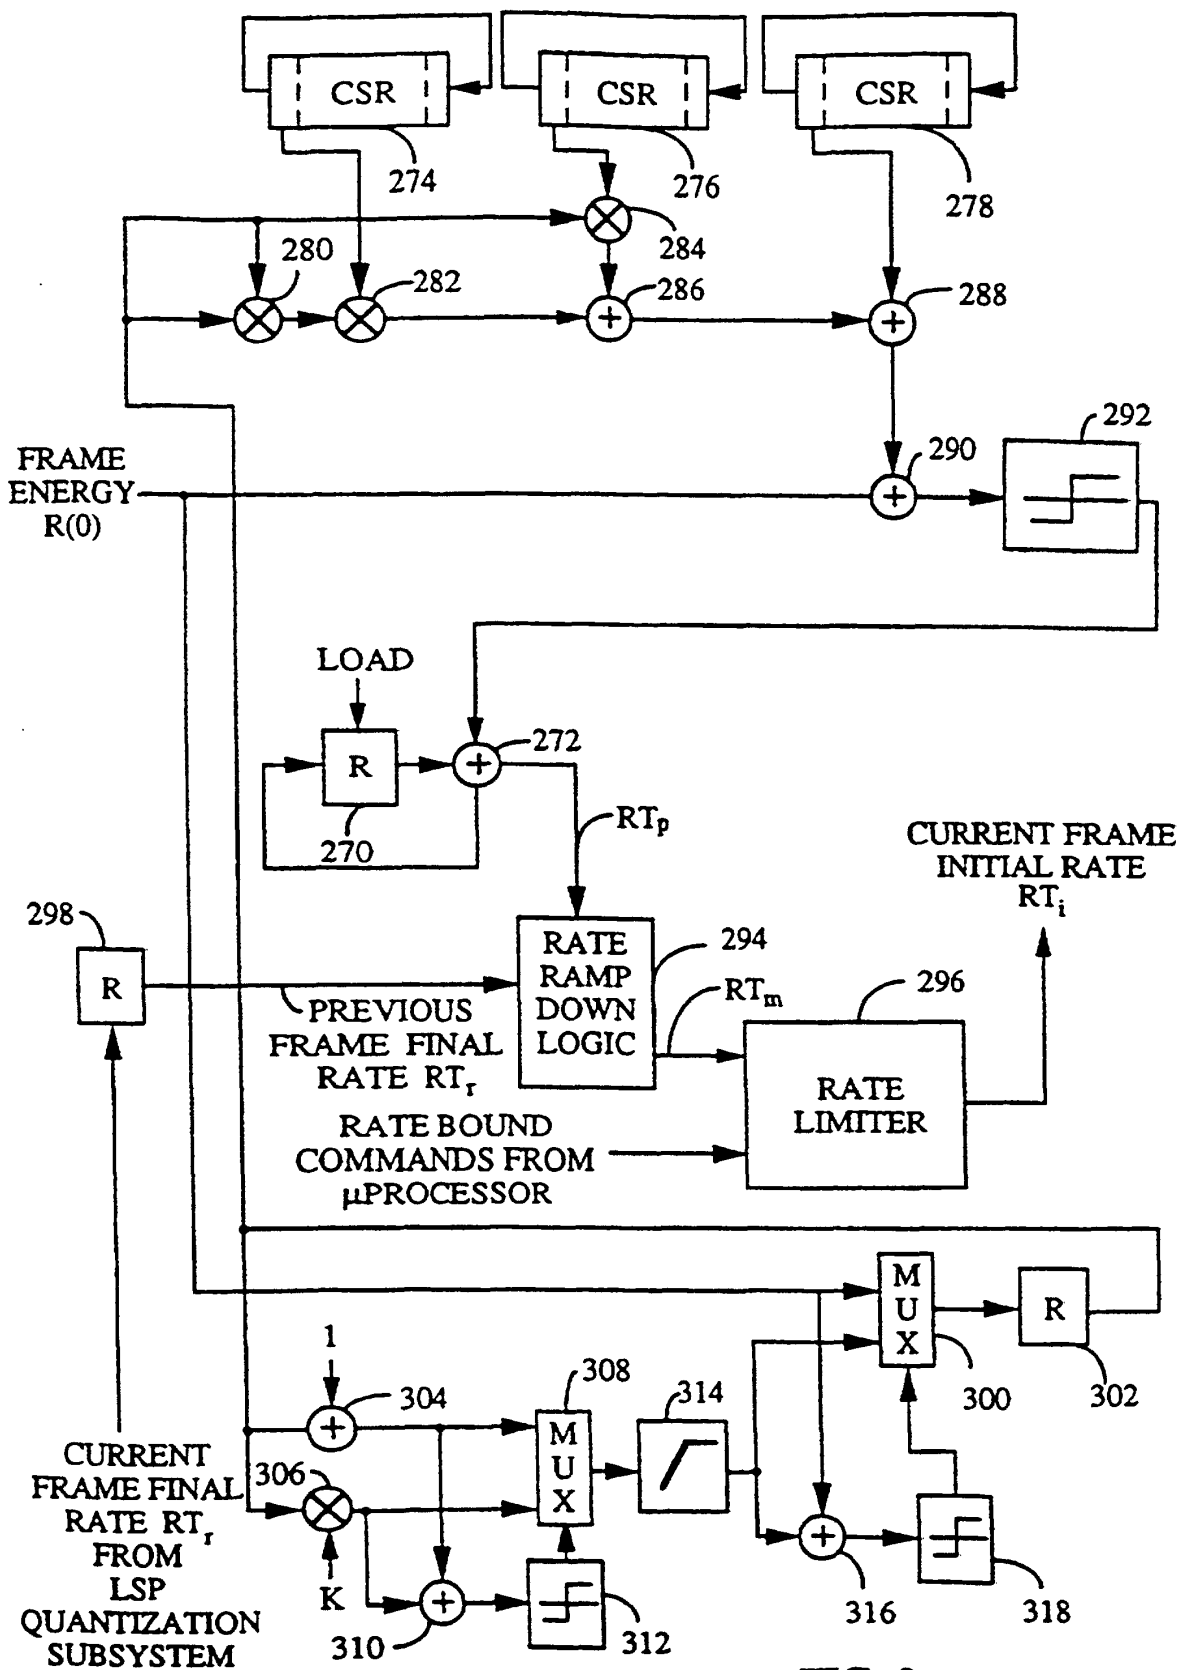 CSR
CSR
CSR
274
276
278
280
282
284
286
288
FRAME
ENERGY
R(0)
290
292
LOAD
R
272
270
RTp
CURRENT FRAME
INITIAL RATE
RTi
298
R
RATE
RAMP
DOWN
LOGIC
294
RTm
296
PREVIOUS
FRAME FINAL
RATE RTr
RATE
LIMITER
RATE BOUND
COMMANDS FROM
μPROCESSOR
MUX
R
300
302
1
304
308
MUX
314
306
K
310
312
316
318
CURRENT
FRAME FINAL
RATE RTr
FROM
LSP
QUANTIZATION
SUBSYSTEM